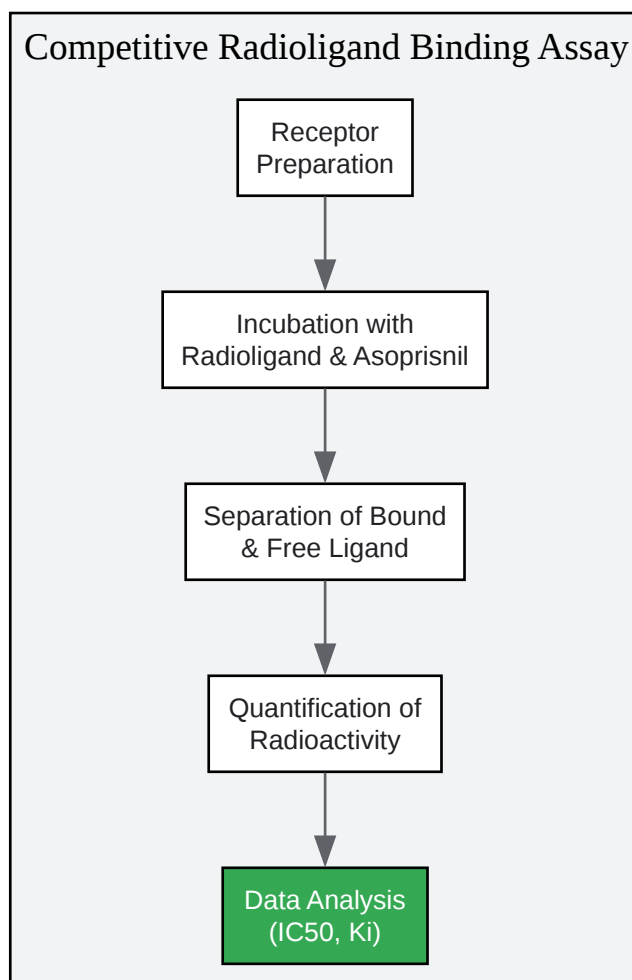 Competitive Radioligand Binding Assay
Receptor
Preparation
Incubation with
Radioligand & Asoprisnil
Separation of Bound
& Free Ligand
Quantification of
Radioactivity
Data Analysis
(IC50, Ki)